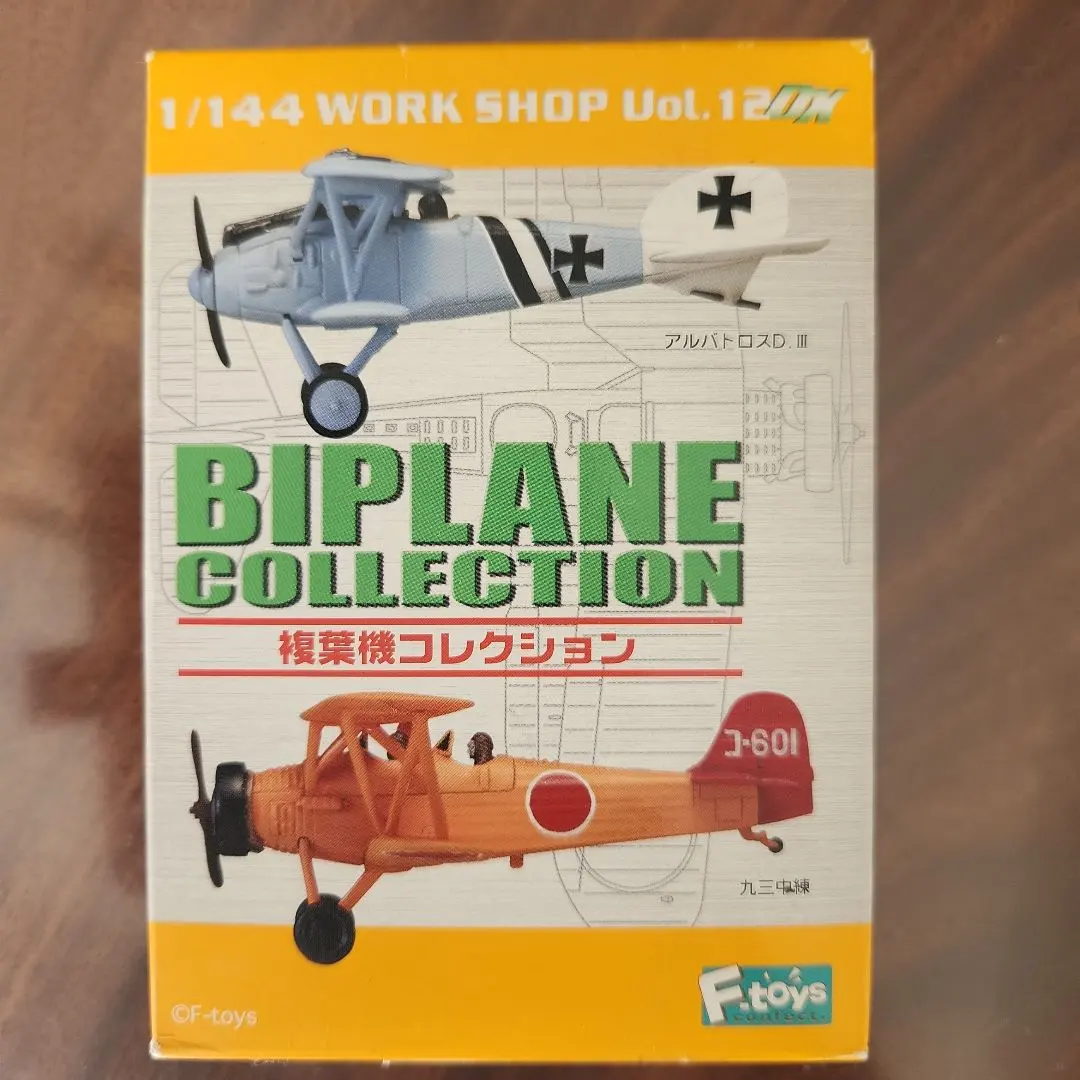 1/144 WORK SHOP Vol.12DX
アルバトロスD.Ⅲ
BIPLANE
COLLECTION
複葉機コレクション
コ-601
九三中練
F-toys
confect.
©F-toys